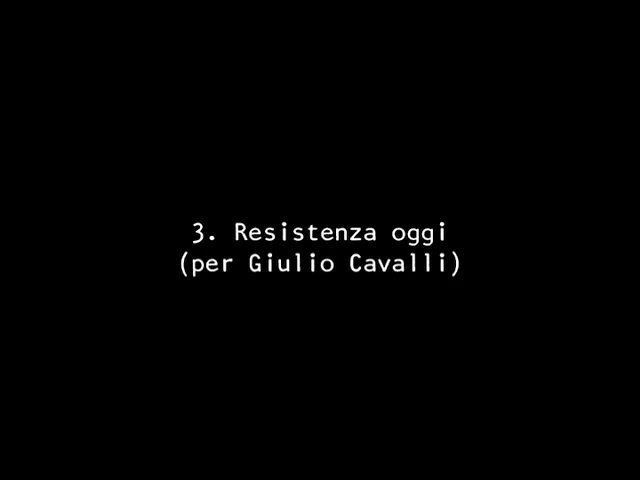 3. Resistenza oggi
(per Giulio Cavalli)